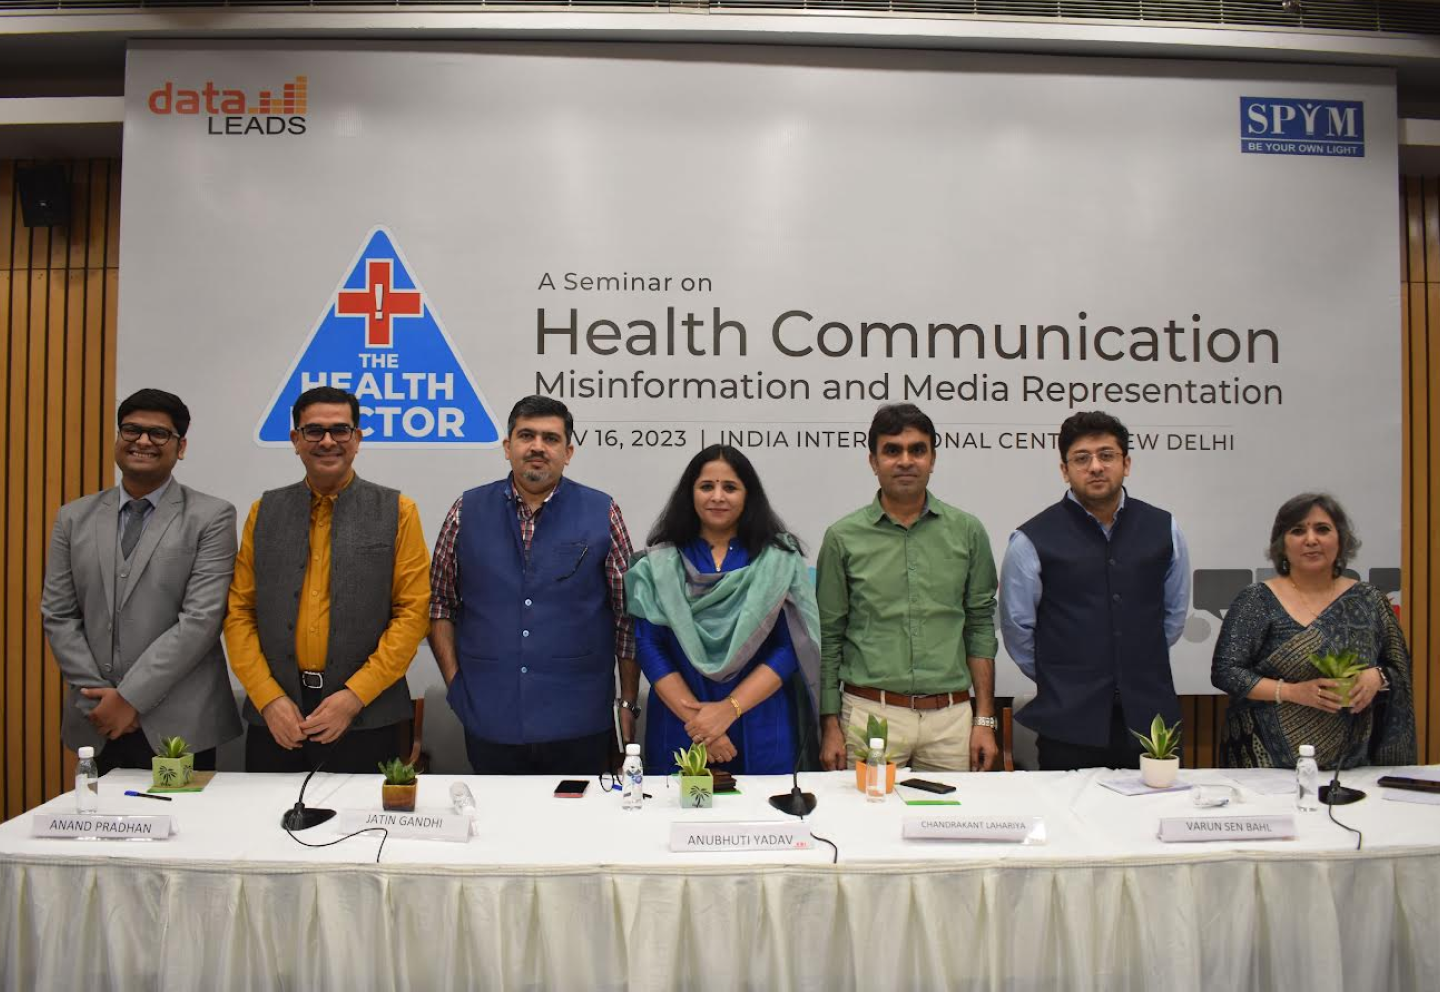 data
LEADS
SPYM
BE YOUR OWN LIGHT
A Seminar on
Health Communication
Misinformation and Media Representation
V 16, 2023 | INDIA INTER ONAL CENT EW DELHI
!
THE
HEALTH
CTOR
ANAND PRADHAN
JATIN GANDHI
ANUBHUTI YADAV
CHANDRAKANT LAHARIYA
VARUN SEN BAHL